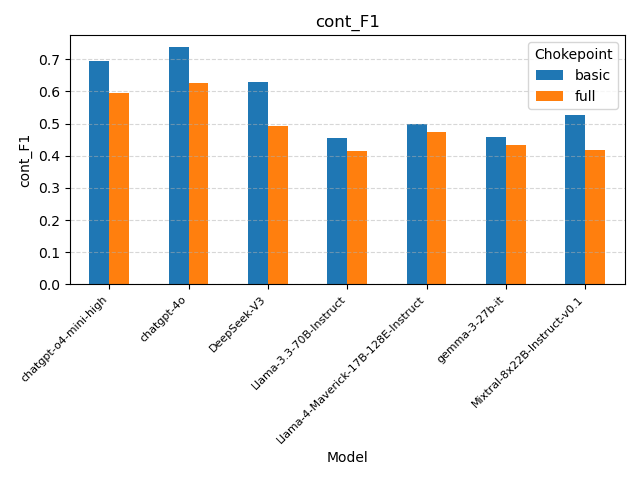 cont_F1
Chokepoint
basic
full
cont_F1
0.7
0.6
0.5
0.4
0.3
0.2
0.1
0.0
chatgpt-o4-mini-high
chatgpt-4o
DeepSeek-V3
Llama-3.3-70B-Instruct
Llama-4-Maverick-17B-128E-Instruct
gemma-3-27b-it
Mixtral-8x22B-Instruct-v0.1
Model